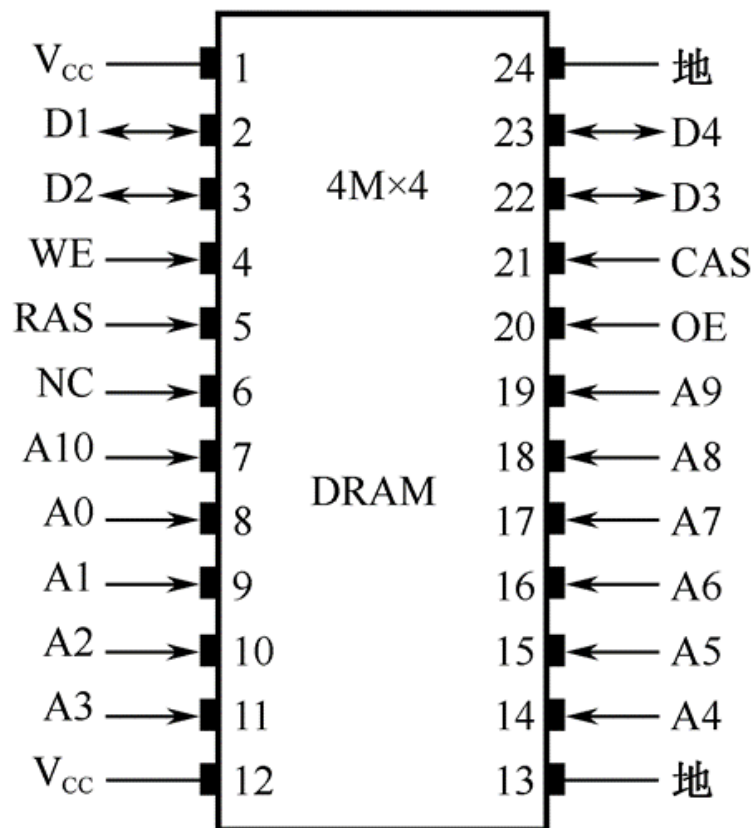 V_CC 1 24 地
D1 2 23 D4
D2 3 4M×4 22 D3
WE 4 21 CAS
RAS 5 20 OE
NC 6 19 A9
A10 7 18 A8
A0 8 DRAM 17 A7
A1 9 16 A6
A2 10 15 A5
A3 11 14 A4
V_CC 12 13 地